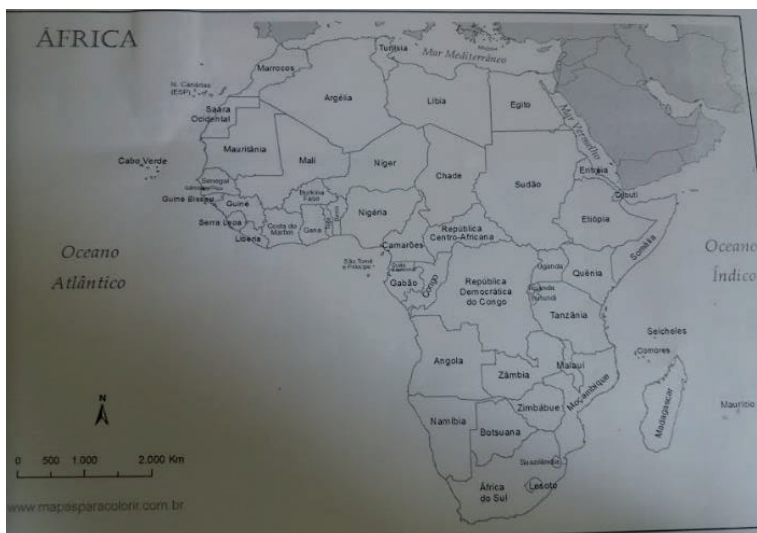 ÁFRICA
Tunísia
Mar Mediterrâneo
Marrocos
Is. Canárias
(ESP)
Argélia
Líbia
Egito
Saara
Ocidental
Mar Vermelho
Mauritânia
Mali
Níger
Cabo Verde
Chade
Sudão
Eritréia
Senegal
Djibuti
Guiné Bissau
Guiné
Burkina
Faso
Nigéria
Etiópia
Serra Leoa
Costa do
Marfim
Gana
República
Centro-Africana
Somália
Libéria
Camarões
Oceano
Atlântico
Oceano
Índico
São Tomé
e Príncipe
Uganda
Quênia
Gabão
Congo
República
Democrática
do Congo
Ruanda
Burundi
Tanzânia
Seicheles
Comores
Angola
Malauí
Zâmbia
Moçambique
Madagascar
Maurício
N
Zimbábue
Namíbia
Botsuana
0 500 1.000 2.000 Km
Suazilândia
África
do Sul
Lesoto
www.mapasparacolorir.com.br